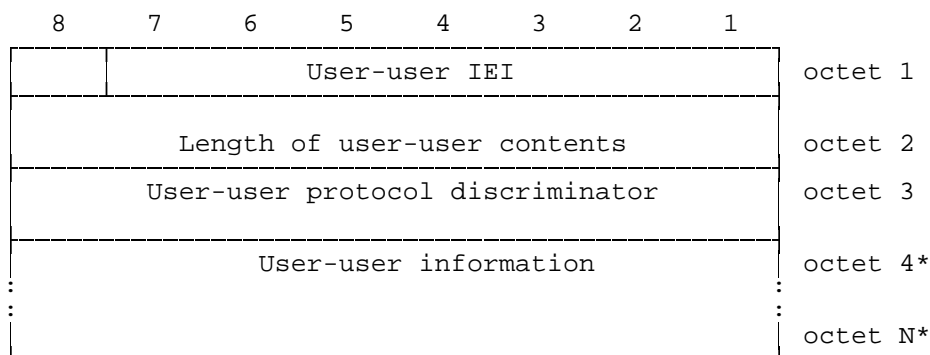 8 7 6 5 4 3 2 1
User-user IEI octet 1
Length of user-user contents octet 2
User-user protocol discriminator octet 3
User-user information octet 4*
:
:
octet N*